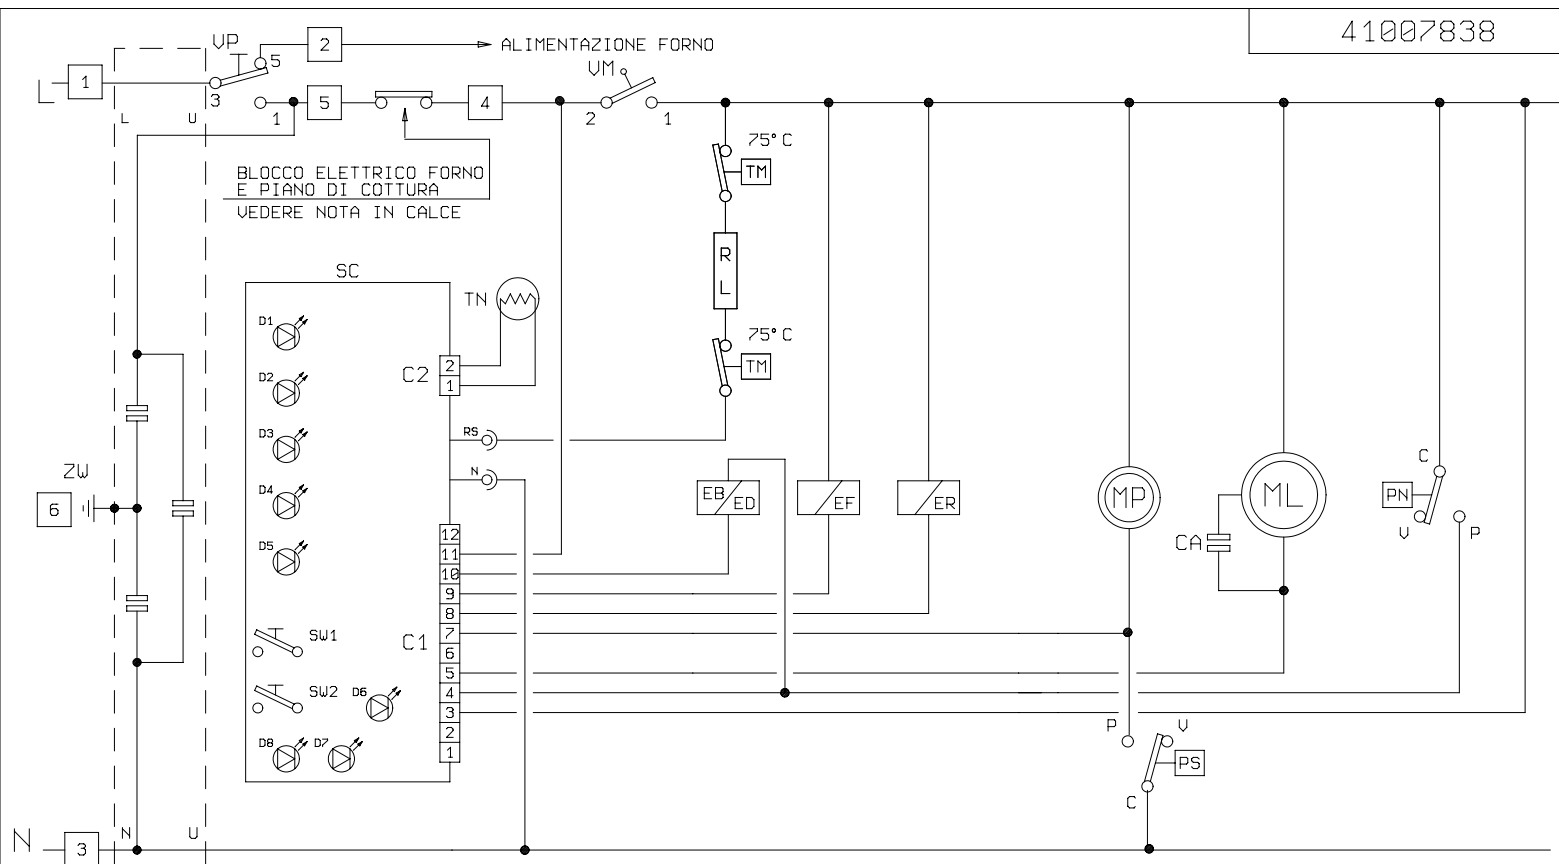 41007838
VP
5
2
ALIMENTAZIONE FORNO
L
1
3
VM
1
5
4
2
1
L
U
75°C
TM
BLOCCO ELETTRICO FORNO
E PIANO DI COTTURA
VEDERE NOTA IN CALCE
R
L
SC
TN
D1
75°C
TM
D2
C2
2
1
D3
RS
C
ZW
N
D4
6
EB
ED
EF
ER
MP
ML
PN
V
P
12
CA
D5
11
10
9
8
SW1
C1
7
6
5
SW2
D6
4
3
P
V
2
D8
D7
1
PS
C
N
3
N
U